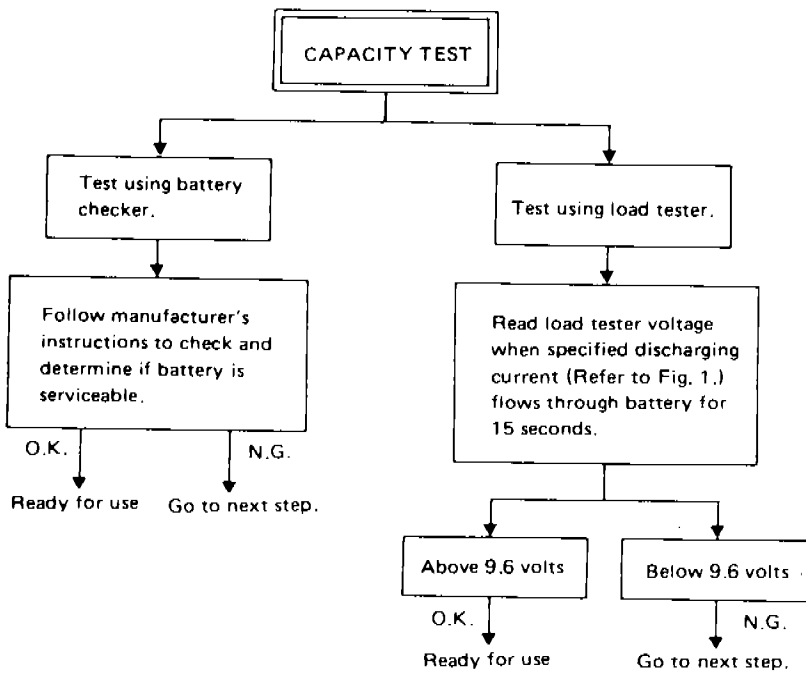 CAPACITY TEST
Test using battery
checker.
Follow manufacturer's
instructions to check and
determine if battery is
serviceable.
O.K.
N.G.
Ready for use
Go to next step.
Test using load tester.
Read load tester voltage
when specified discharging
current (Refer to Fig. 1.)
flows through battery for
15 seconds.
Above 9.6 volts
Below 9.6 volts
O.K.
N.G.
Ready for use
Go to next step.